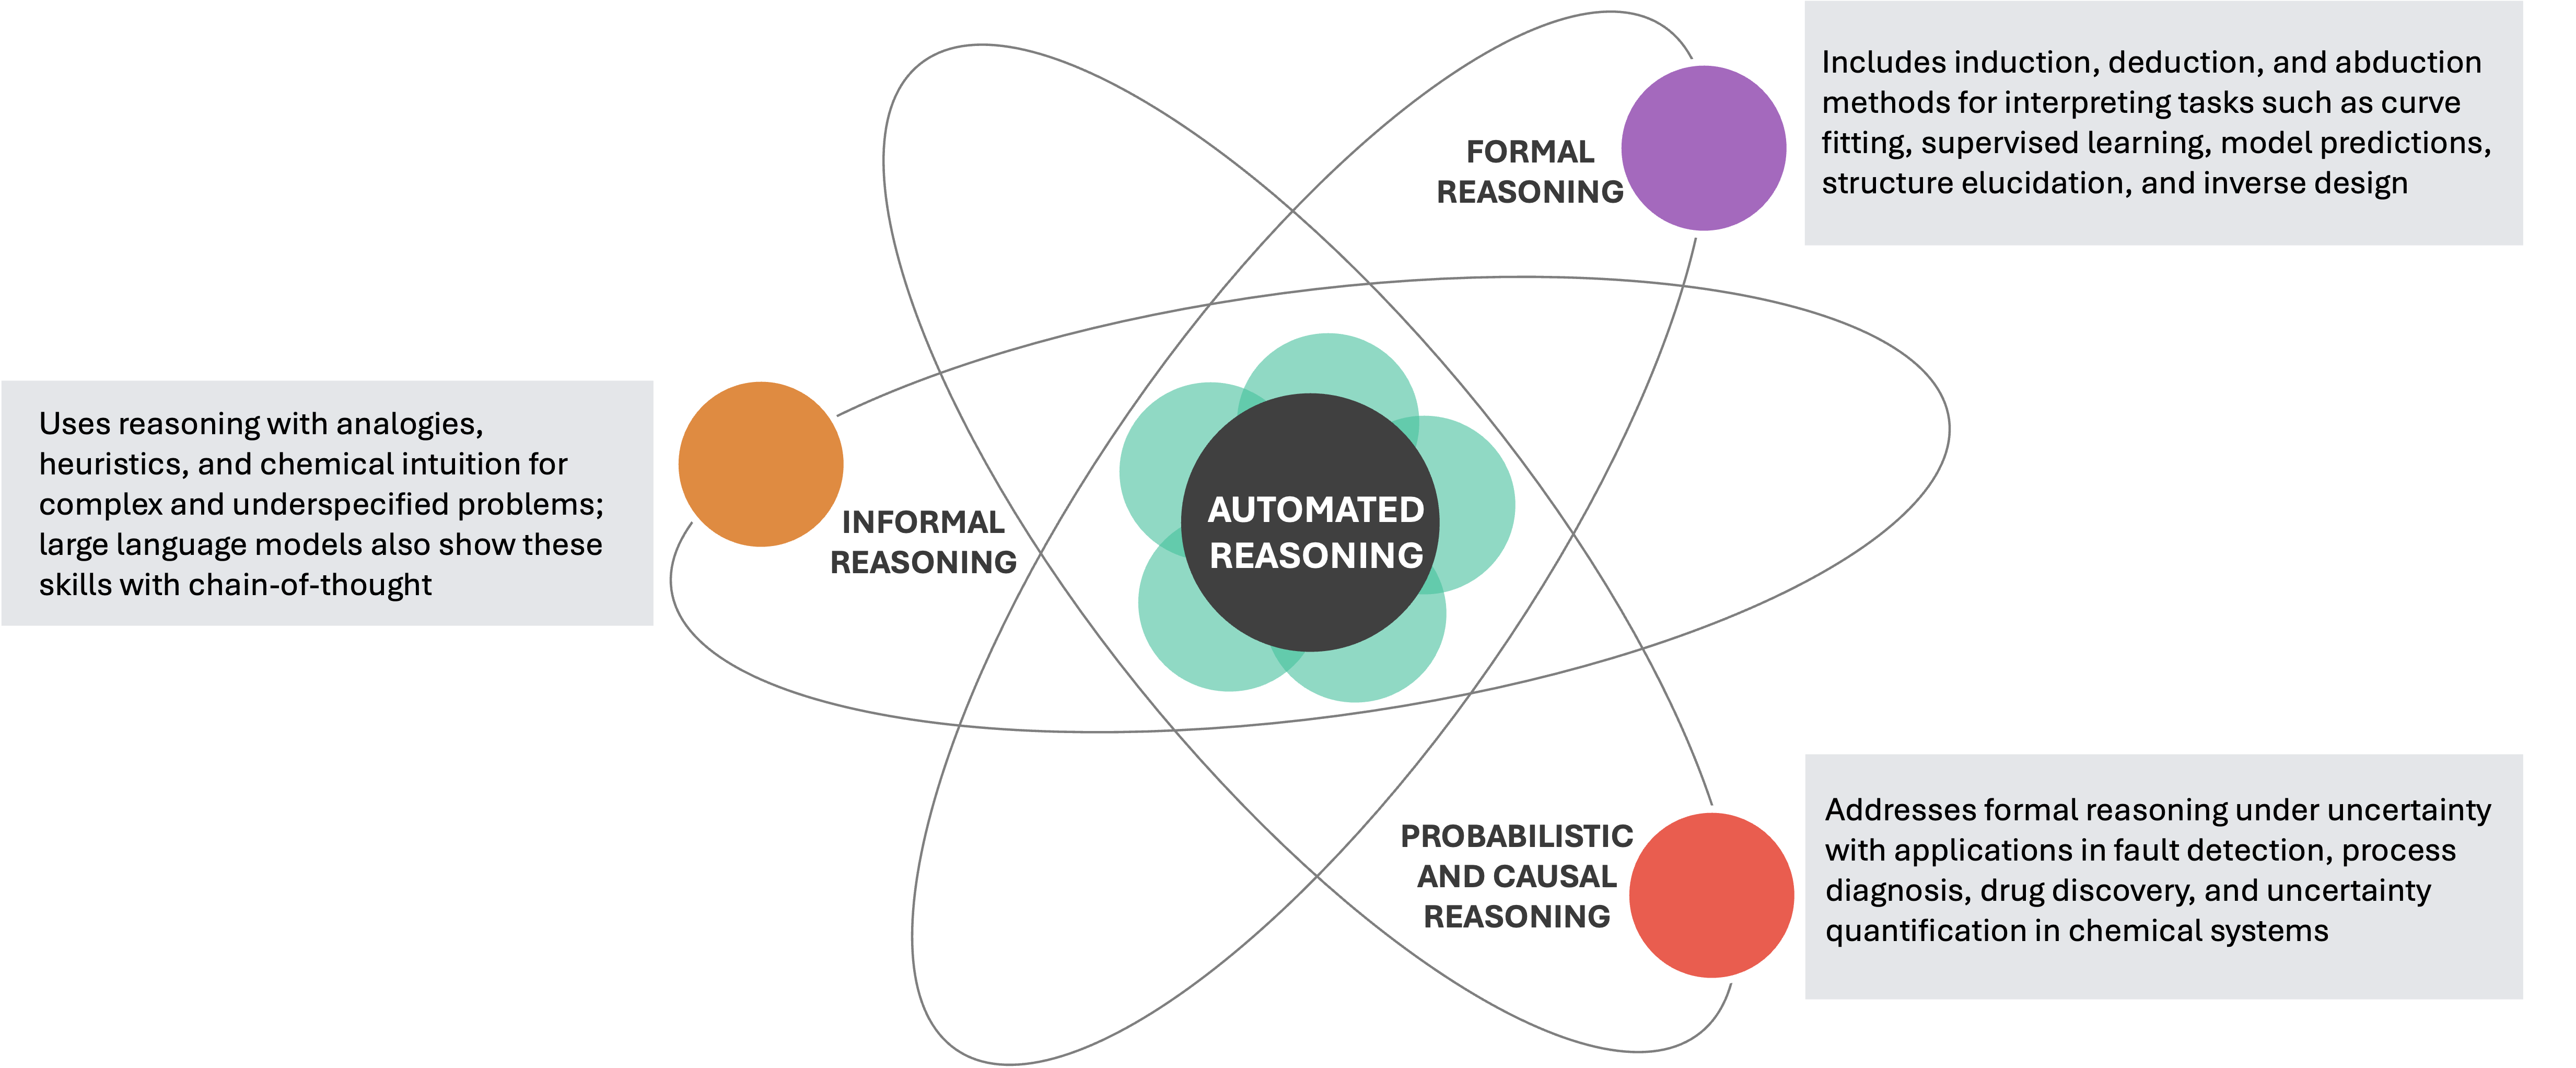 FORMAL
REASONING
Includes induction, deduction, and abduction
methods for interpreting tasks such as curve
fitting, supervised learning, model predictions,
structure elucidation, and inverse design
Uses reasoning with analogies,
heuristics, and chemical intuition for
complex and underspecified problems;
large language models also show these
skills with chain-of-thought
INFORMAL
REASONING
AUTOMATED
REASONING
PROBABILISTIC
AND CAUSAL
REASONING
Addresses formal reasoning under uncertainty
with applications in fault detection, process
diagnosis, drug discovery, and uncertainty
quantification in chemical systems